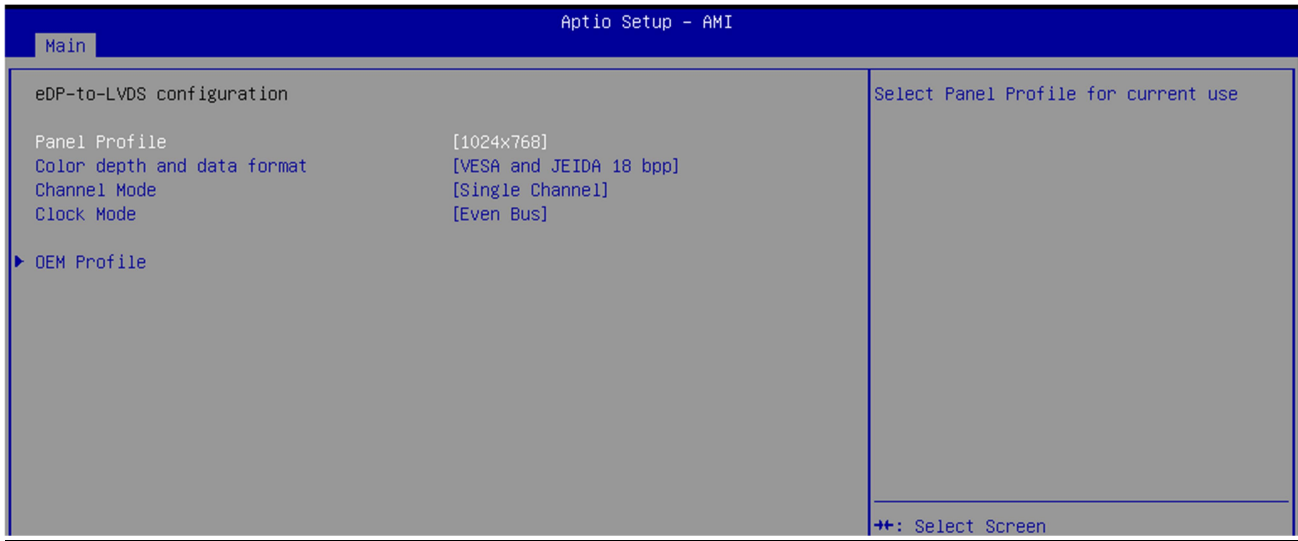 Aptio Setup - AMI
Main
eDP-to-LVDS configuration
Panel Profile [1024x768]
Color depth and data format [VESA and JEIDA 18 bpp]
Channel Mode [Single Channel]
Clock Mode [Even Bus]
OEM Profile
Select Panel Profile for current use
→←: Select Screen